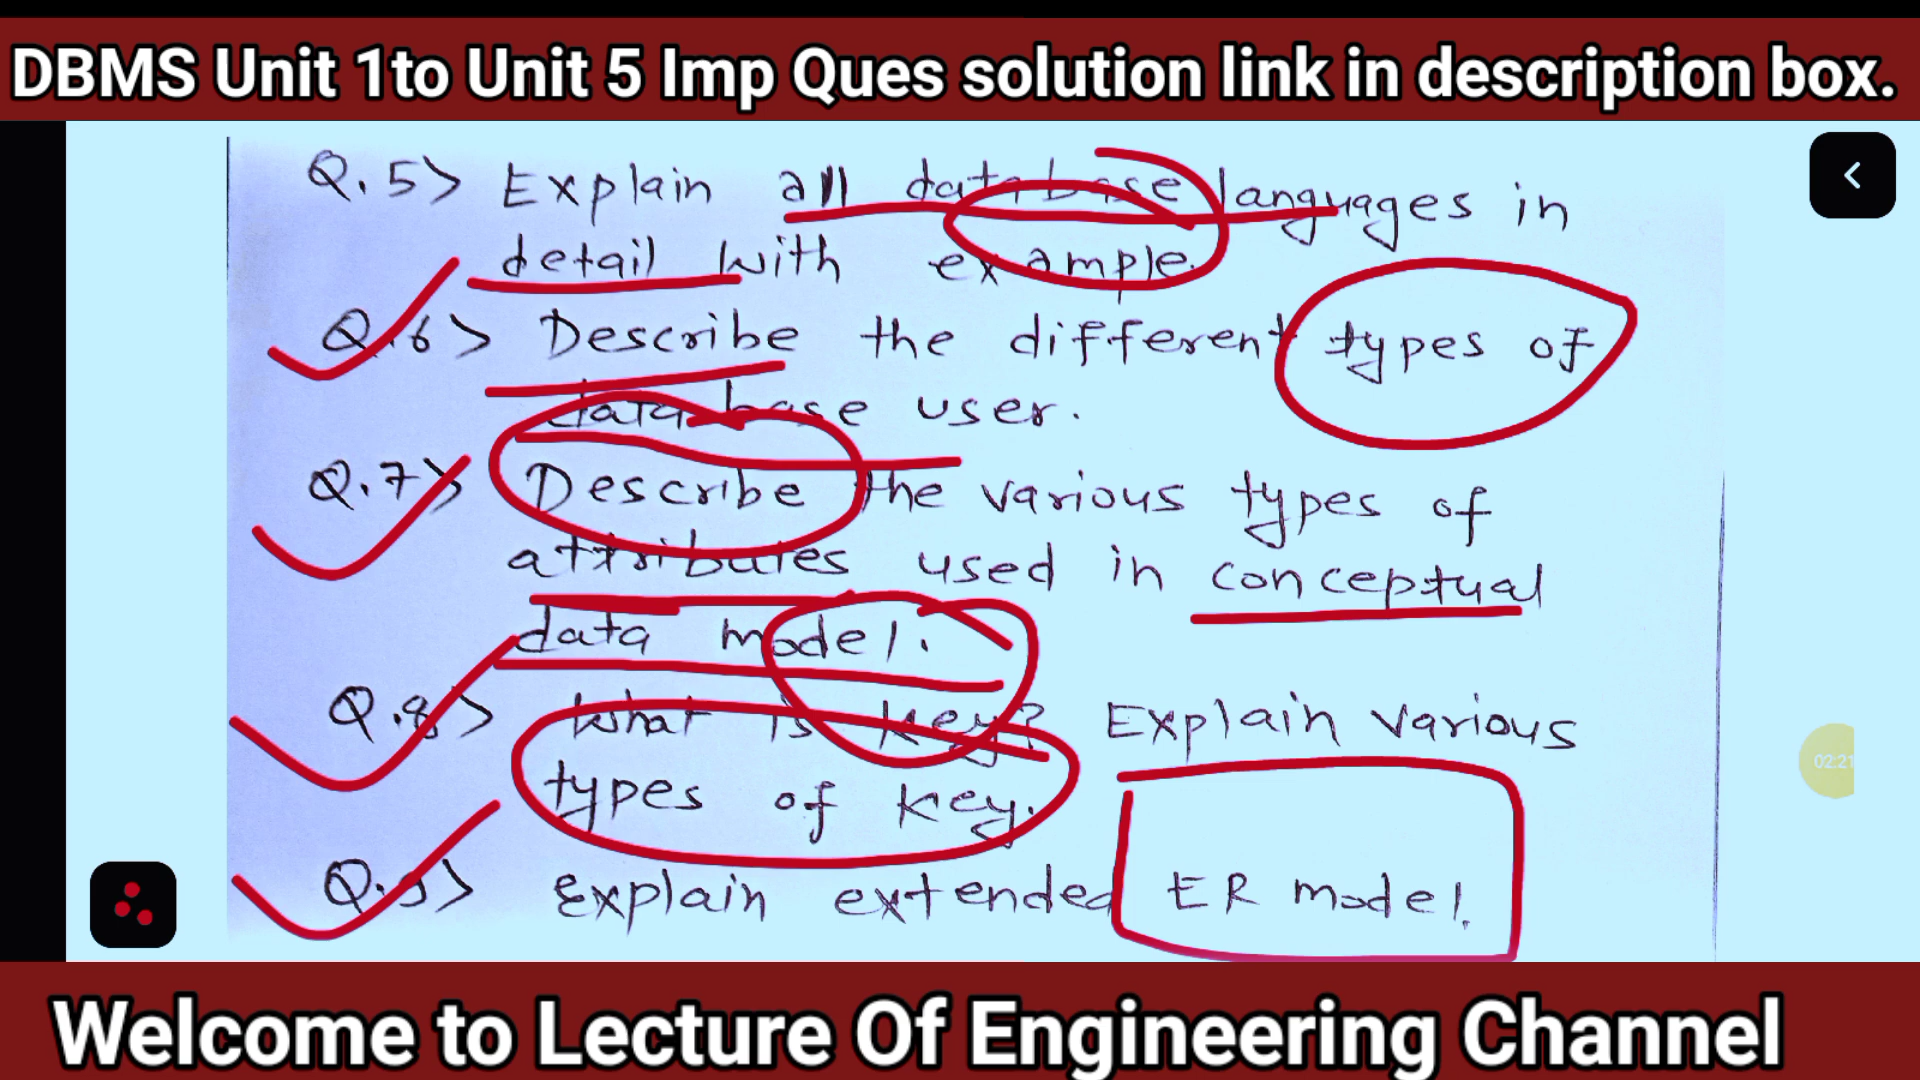 DBMS Unit 1to Unit 5 Imp Ques solution link in description box.
Q.5> Explain all database languages in
detail with example.
Q.6> Describe the different types of
database user.
Q.7> Describe the various types of
attributes used in conceptual
data model.
Q.8> What is key? Explain various
types of key.
Q.9> Explain extended ER model.
02:21
Welcome to Lecture Of Engineering Channel